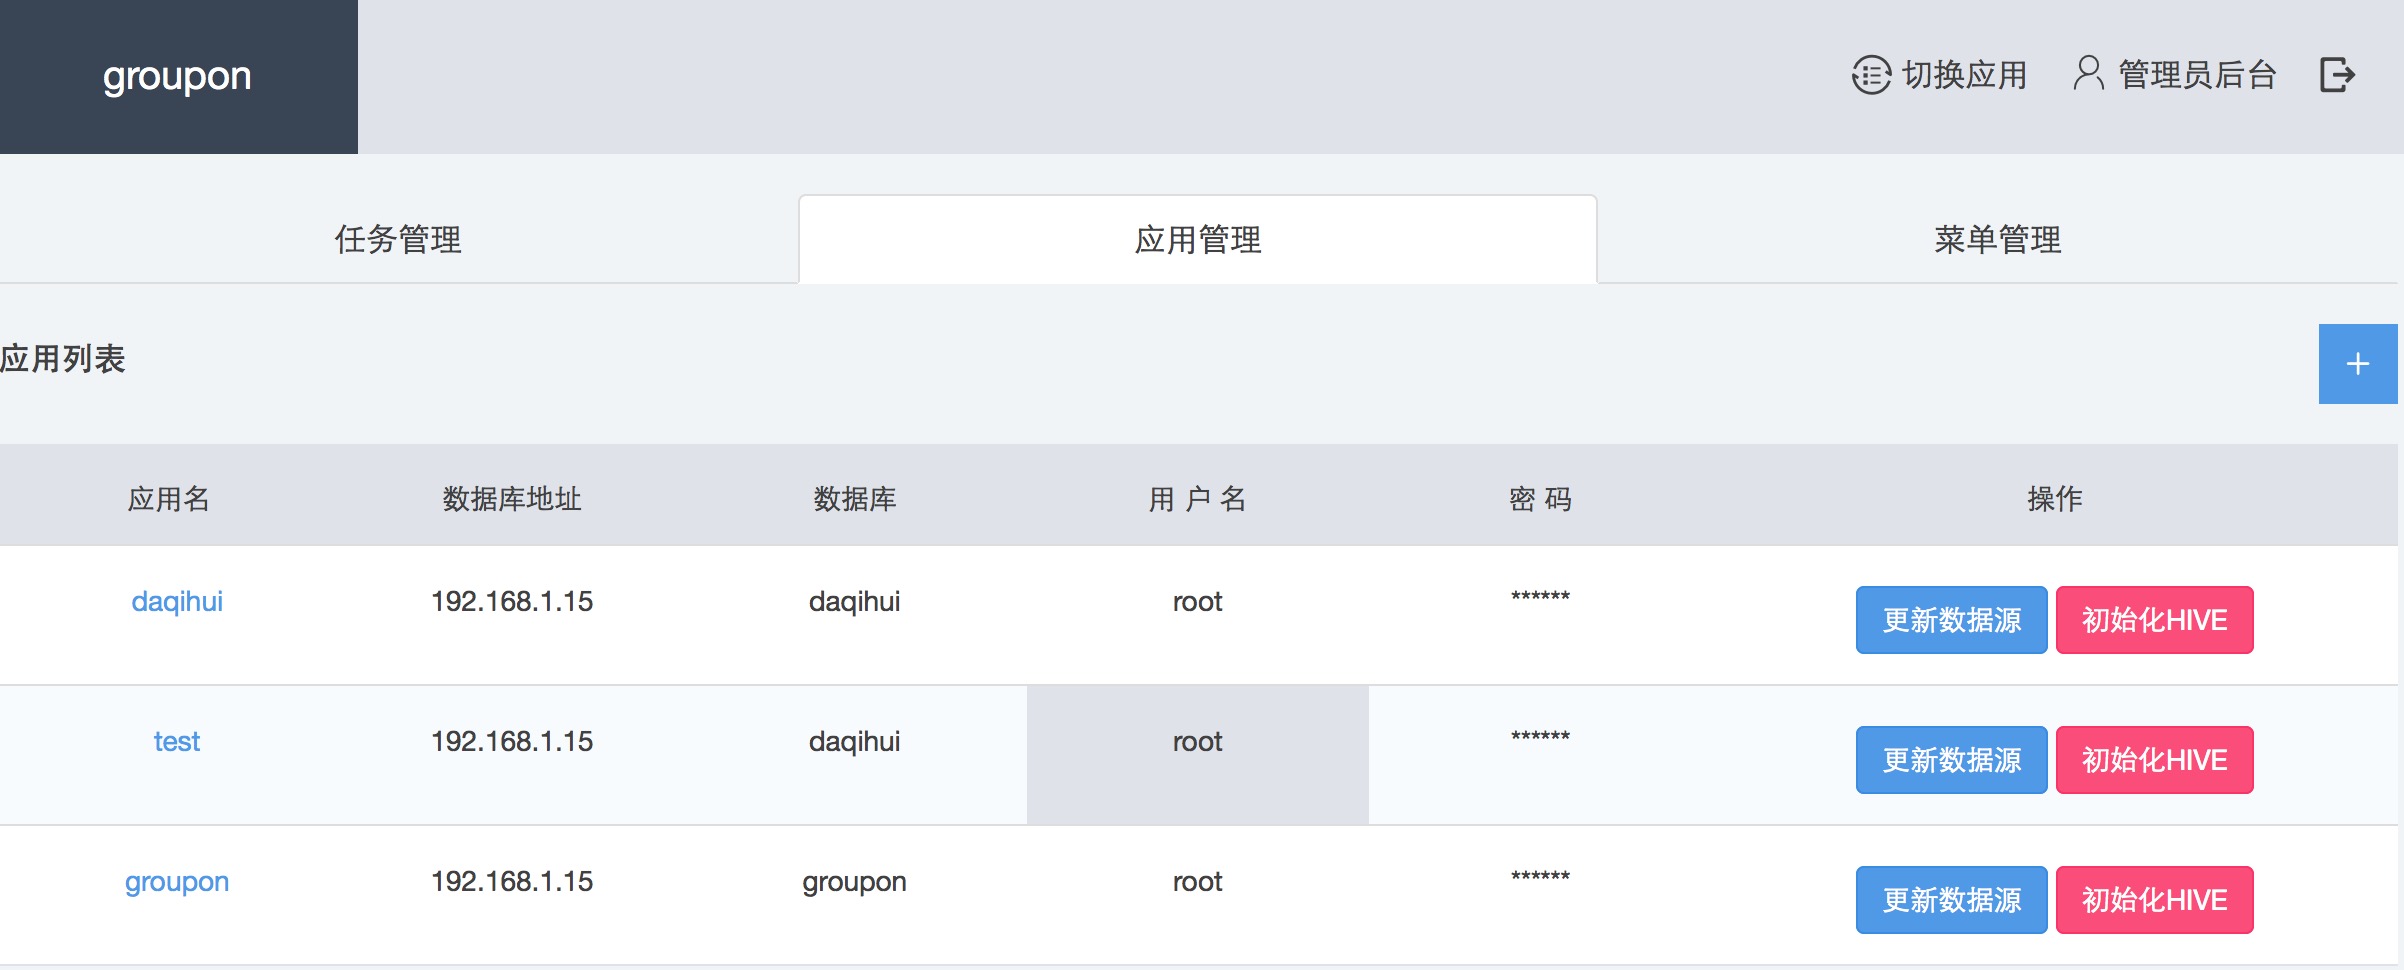 groupon 切换应用 管理员后台
任务管理 应用管理 菜单管理
应用列表 +
应用名 数据库地址 数据库 用 户 名 密 码 操作
daqihui 192.168.1.15 daqihui root ****** 更新数据源 初始化HIVE
test 192.168.1.15 daqihui root ****** 更新数据源 初始化HIVE
groupon 192.168.1.15 groupon root ****** 更新数据源 初始化HIVE